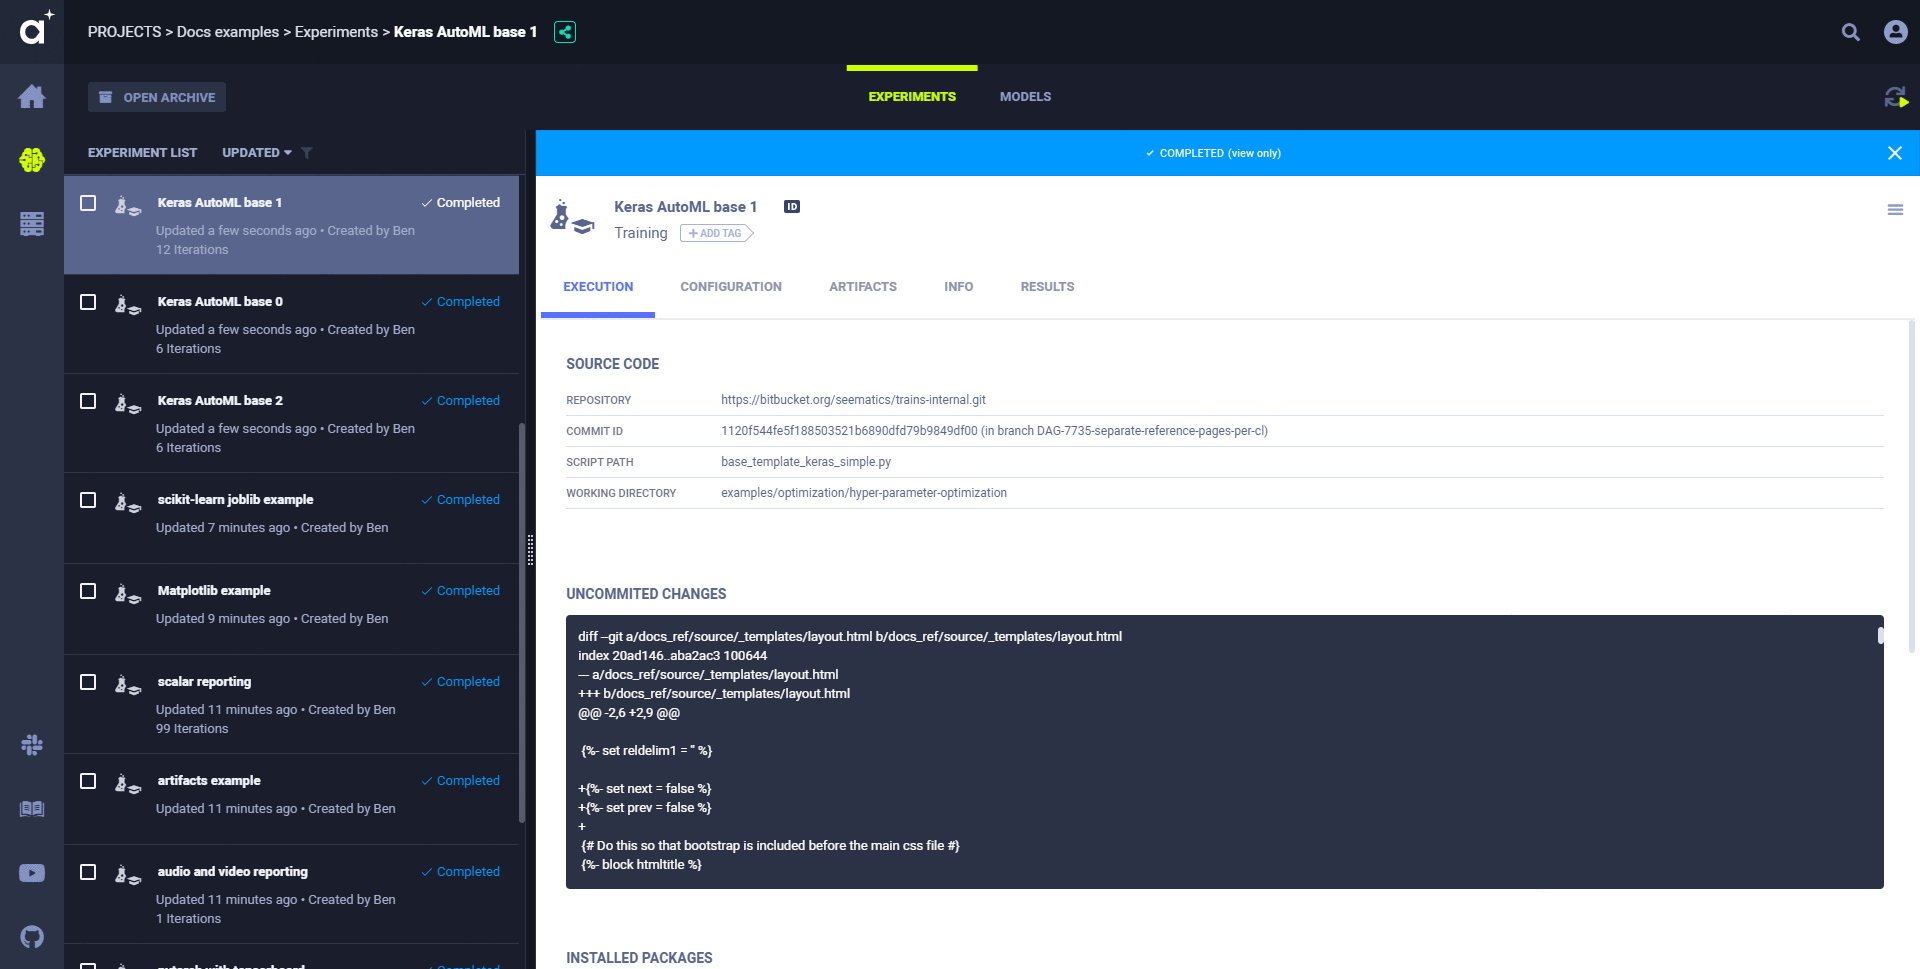 PROJECTS > Docs examples > Experiments > Keras AutoML base 1
OPEN ARCHIVE
EXPERIMENTS
MODELS
EXPERIMENT LIST
UPDATED
COMPLETED (view only)
Keras AutoML base 1
Completed
Updated a few seconds ago • Created by Ben
12 Iterations
Keras AutoML base 0
Completed
Updated a few seconds ago • Created by Ben
6 Iterations
Keras AutoML base 2
Completed
Updated a few seconds ago • Created by Ben
6 Iterations
scikit-learn joblib example
Completed
Updated 7 minutes ago • Created by Ben
Matplotlib example
Completed
Updated 9 minutes ago • Created by Ben
scalar reporting
Completed
Updated 11 minutes ago • Created by Ben
99 Iterations
artifacts example
Completed
Updated 11 minutes ago • Created by Ben
audio and video reporting
Completed
Updated 11 minutes ago • Created by Ben
1 Iterations
Keras AutoML base 1
ID
Training
+ ADD TAG
EXECUTION
CONFIGURATION
ARTIFACTS
INFO
RESULTS
SOURCE CODE
REPOSITORY https://bitbucket.org/seematics/trains-internal.git
COMMIT ID 1120f544fe5f188503521b6890dfd79b9849df00 (in branch DAG-7735-separate-reference-pages-per-cl)
SCRIPT PATH base_template_keras_simple.py
WORKING DIRECTORY examples/optimization/hyper-parameter-optimization
UNCOMMITED CHANGES
diff --git a/docs_ref/source/_templates/layout.html b/docs_ref/source/_templates/layout.html
index 20ad146..aba2ac3 100644
--- a/docs_ref/source/_templates/layout.html
+++ b/docs_ref/source/_templates/layout.html
@@ -2,6 +2,9 @@
{%- set reldelim1 = '' %}
+{%- set next = false %}
+{%- set prev = false %}
+
{# Do this so that bootstrap is included before the main css file #}
{%- block htmltitle %}
INSTALLED PACKAGES